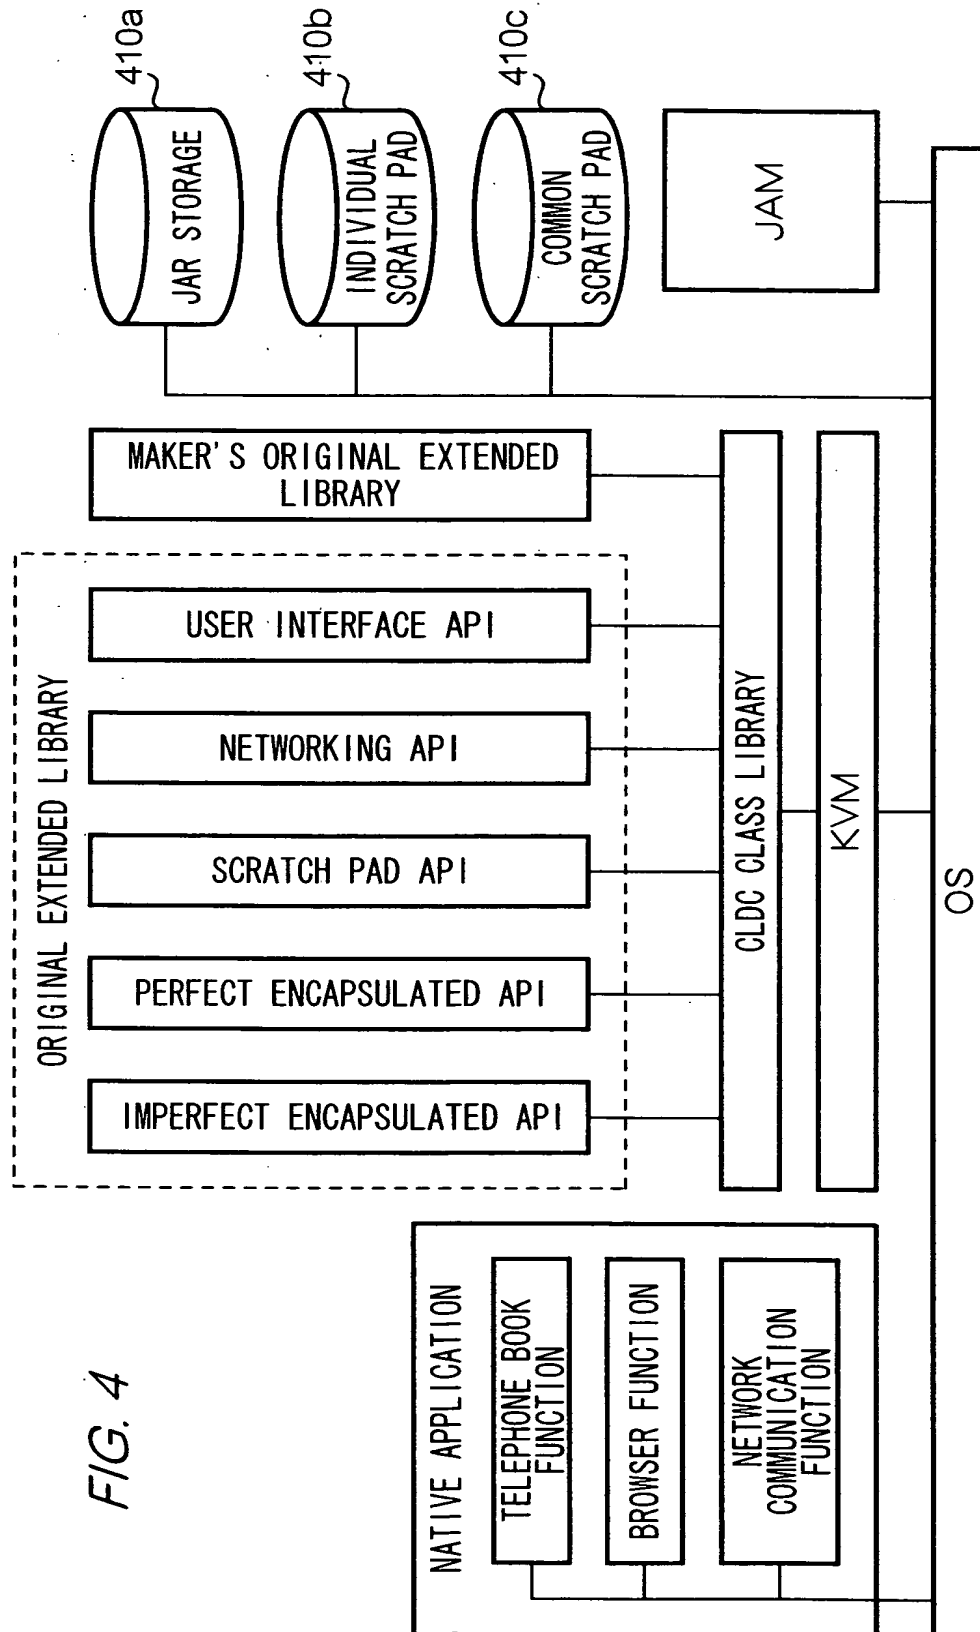 FIG. 4
NATIVE APPLICATION
TELEPHONE BOOK
FUNCTION
BROWSER FUNCTION
NETWORK
COMMUNICATION
FUNCTION
ORIGINAL EXTENDED LIBRARY
IMPERFECT ENCAPSULATED API
PERFECT ENCAPSULATED API
SCRATCH PAD API
NETWORKING API
USER INTERFACE API
MAKER'S ORIGINAL EXTENDED
LIBRARY
CLDC CLASS LIBRARY
KVM
JAR STORAGE
410a
INDIVIDUAL
SCRATCH PAD
410b
COMMON
SCRATCH PAD
410c
JAM
OS